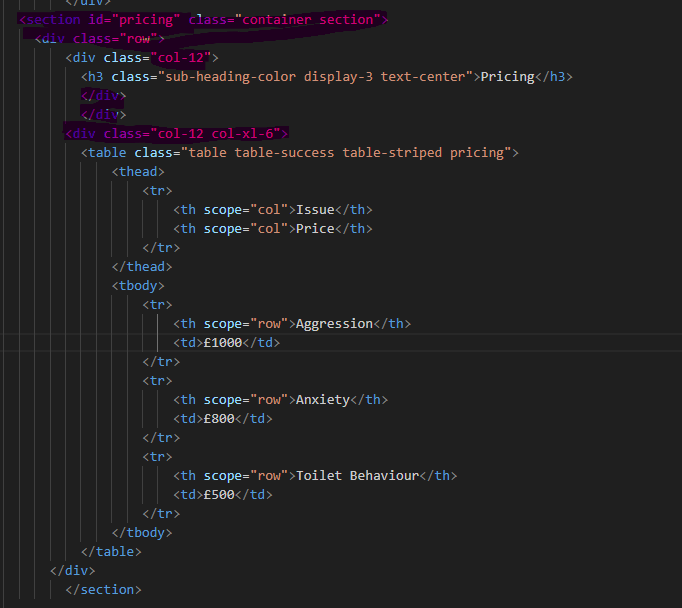 </div>
<section id="pricing" class="container section">
<div class="row">
<div class="col-12">
<h3 class="sub-heading-color display-3 text-center">Pricing</h3>
</div>
</div>
<div class="col-12 col-xl-6">
<table class="table table-success table-striped pricing">
<thead>
<tr>
<th scope="col">Issue</th>
<th scope="col">Price</th>
</tr>
</thead>
<tbody>
<tr>
<th scope="row">Aggression</th>
<td>£1000</td>
</tr>
<tr>
<th scope="row">Anxiety</th>
<td>£800</td>
</tr>
<tr>
<th scope="row">Toilet Behaviour</th>
<td>£500</td>
</tr>
</tbody>
</table>
</div>
</section>